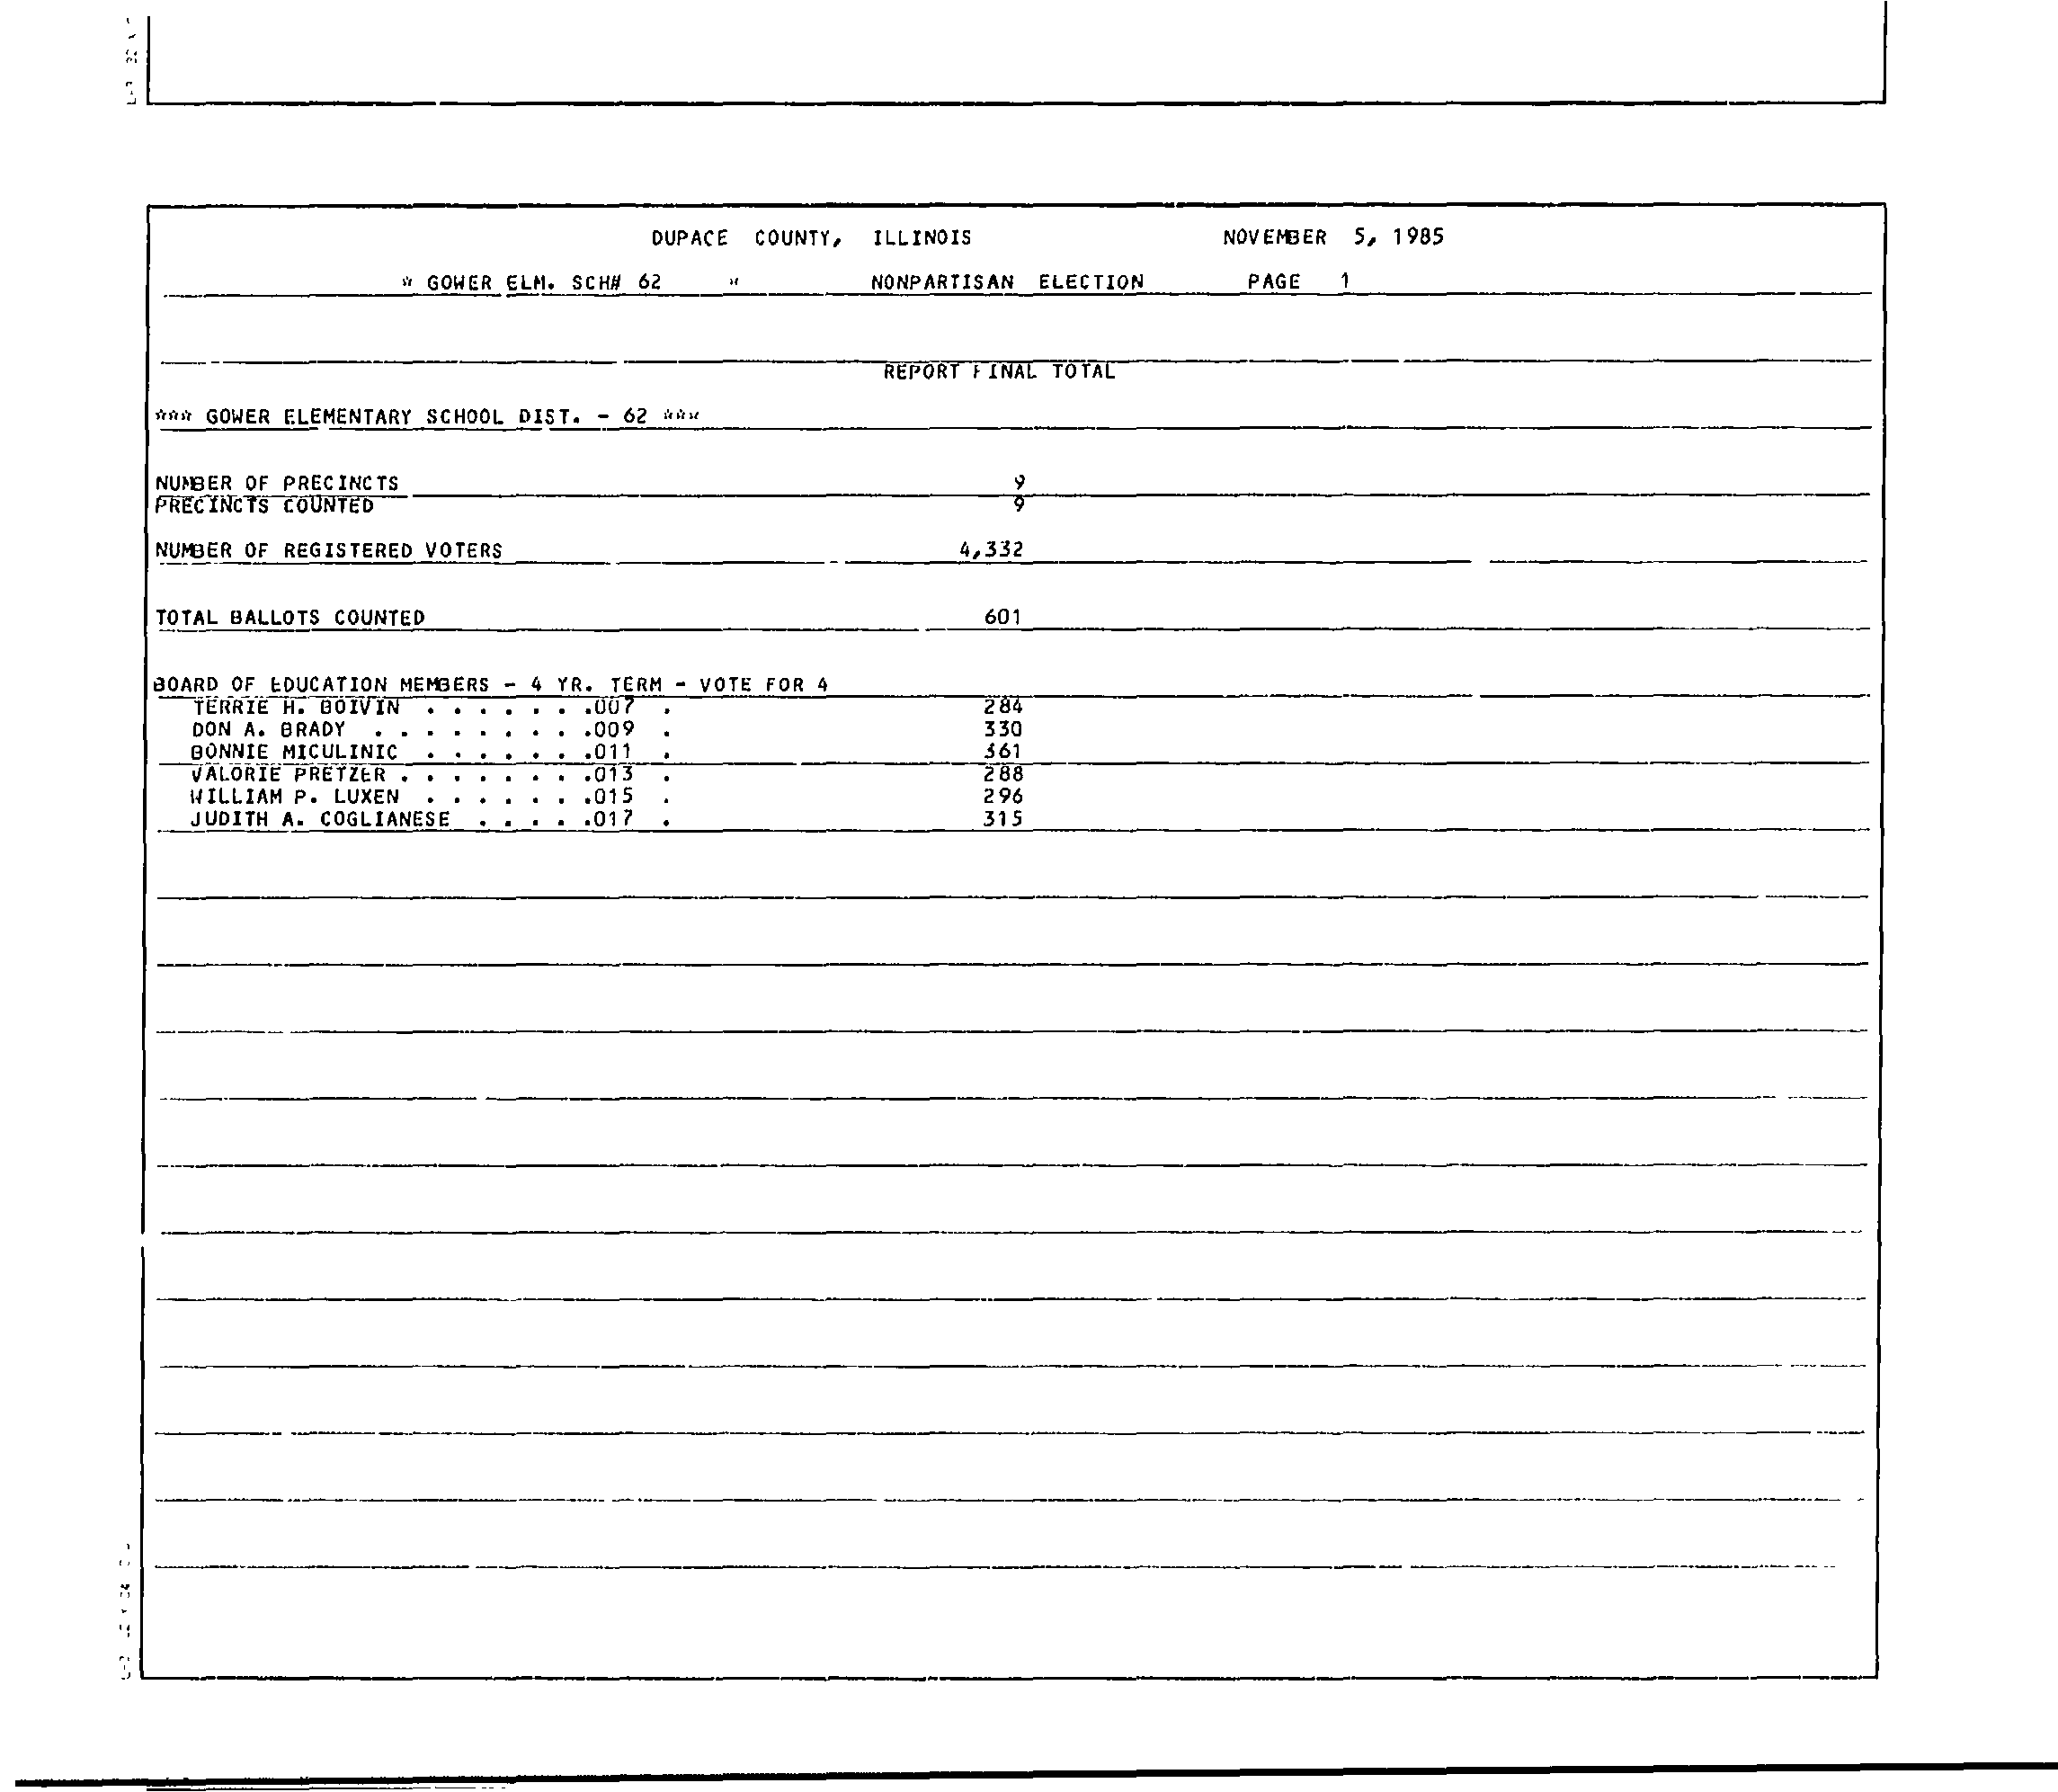 DUPAGE COUNTY, ILLINOIS NOVEMBER 5, 1985
* GOWER ELM. SCH# 62 * NONPARTISAN ELECTION PAGE 1
REPORT FINAL TOTAL
*** GOWER ELEMENTARY SCHOOL DIST. - 62 ***
NUMBER OF PRECINCTS 9
PRECINCTS COUNTED 9
NUMBER OF REGISTERED VOTERS 4,332
TOTAL BALLOTS COUNTED 601
BOARD OF EDUCATION MEMBERS - 4 YR. TERM - VOTE FOR 4
TERRIE H. BOIVIN . . . . . . .007 . 284
DON A. BRADY . . . . . . . . .009 . 330
BONNIE MICULINIC . . . . . . .011 . 361
VALORIE PRETZER . . . . . . . .013 . 288
WILLIAM P. LUXEN . . . . . . .015 . 296
JUDITH A. COGLIANESE . . . . .017 . 315